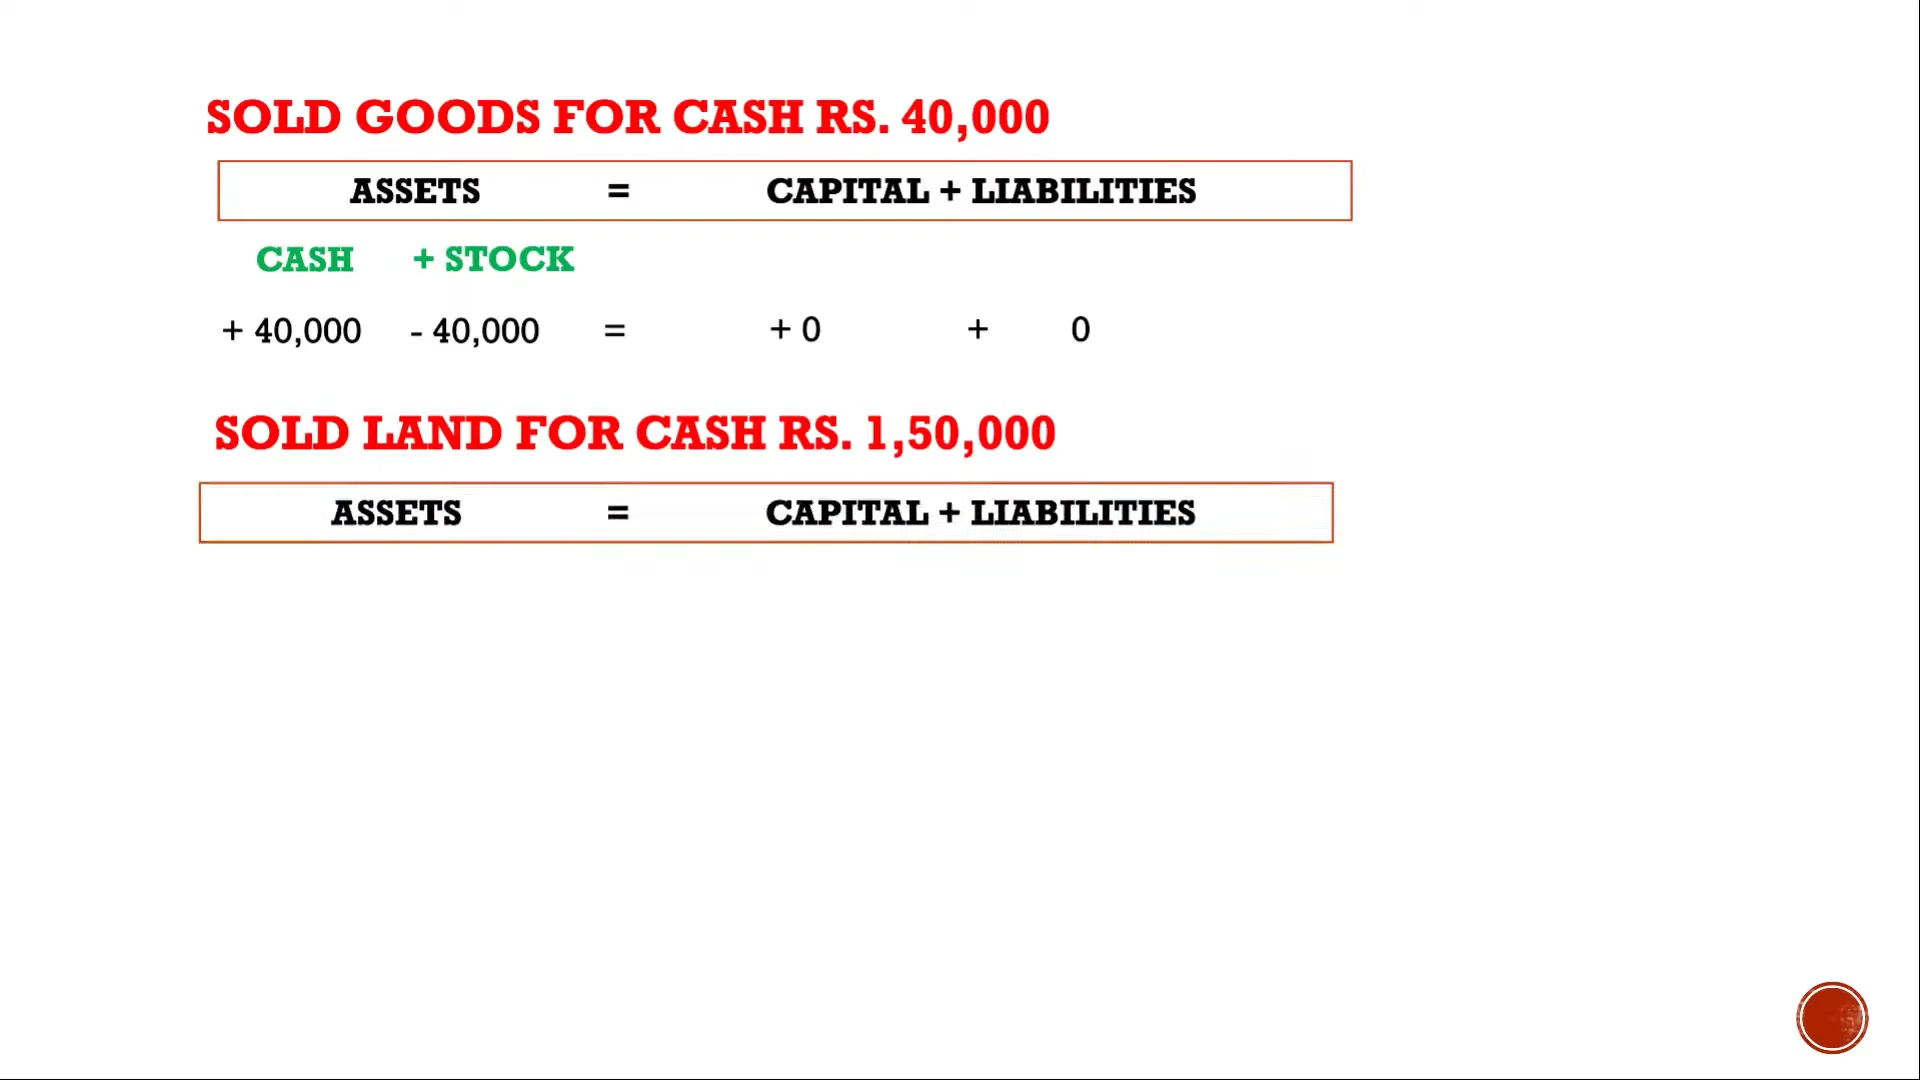 SOLD GOODS FOR CASH RS. 40,000
ASSETS = CAPITAL + LIABILITIES
CASH + STOCK
+ 40,000 - 40,000 = + 0 + 0
SOLD LAND FOR CASH RS. 1,50,000
ASSETS = CAPITAL + LIABILITIES